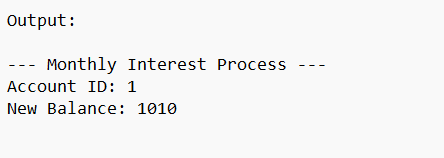 Output:
--- Monthly Interest Process ---
Account ID: 1
New Balance: 1010